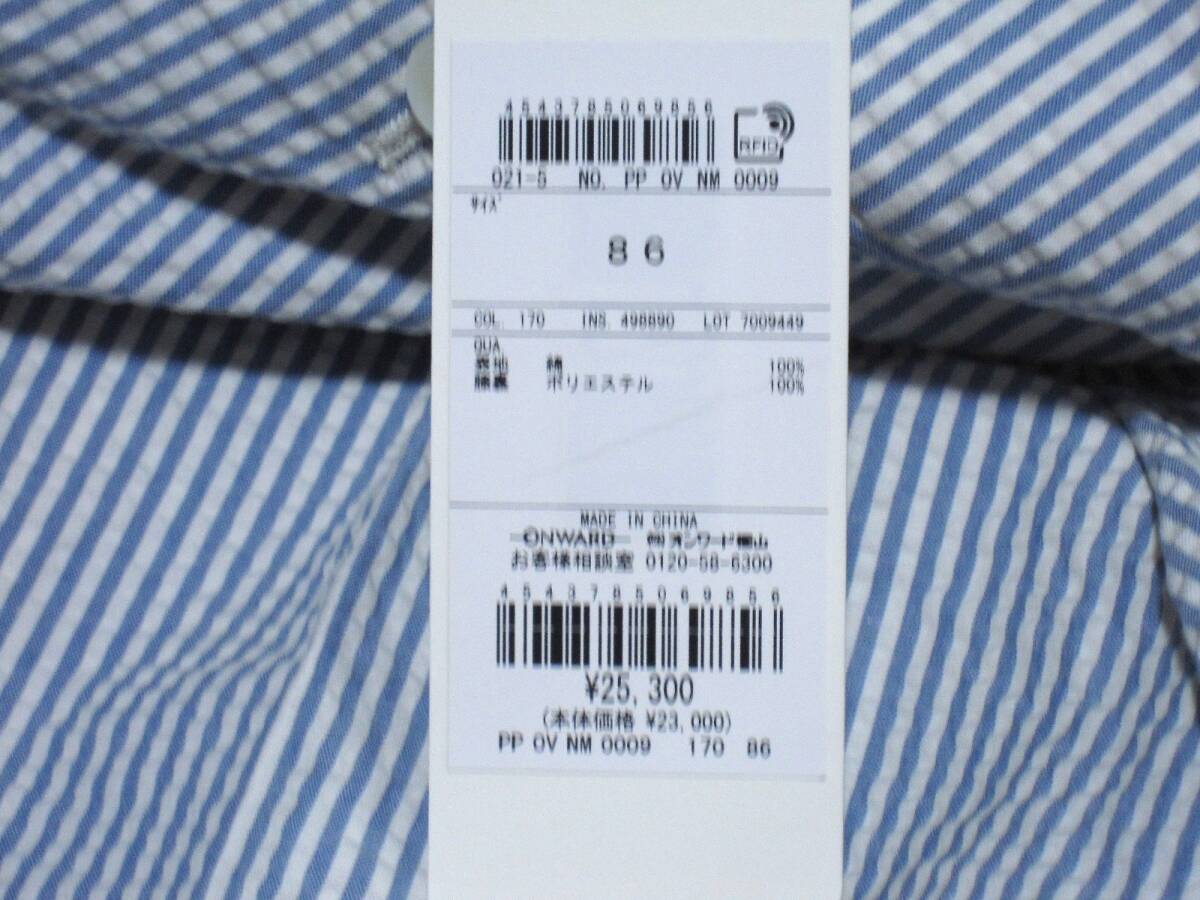 4543785069856
RFID
021-5 NO. PP OV NM 0009
サイズ
86
COL. 170 INS. 498890 LOT 7009449
QUA
表地 綿 100%
膝裏 ポリエステル 100%
MADE IN CHINA
ONWARD ㈱オンワード樫山
お客様相談室 0120-58-6300
4543785069856
¥25,300
(本体価格 ¥23,000)
PP OV NM 0009 170 86